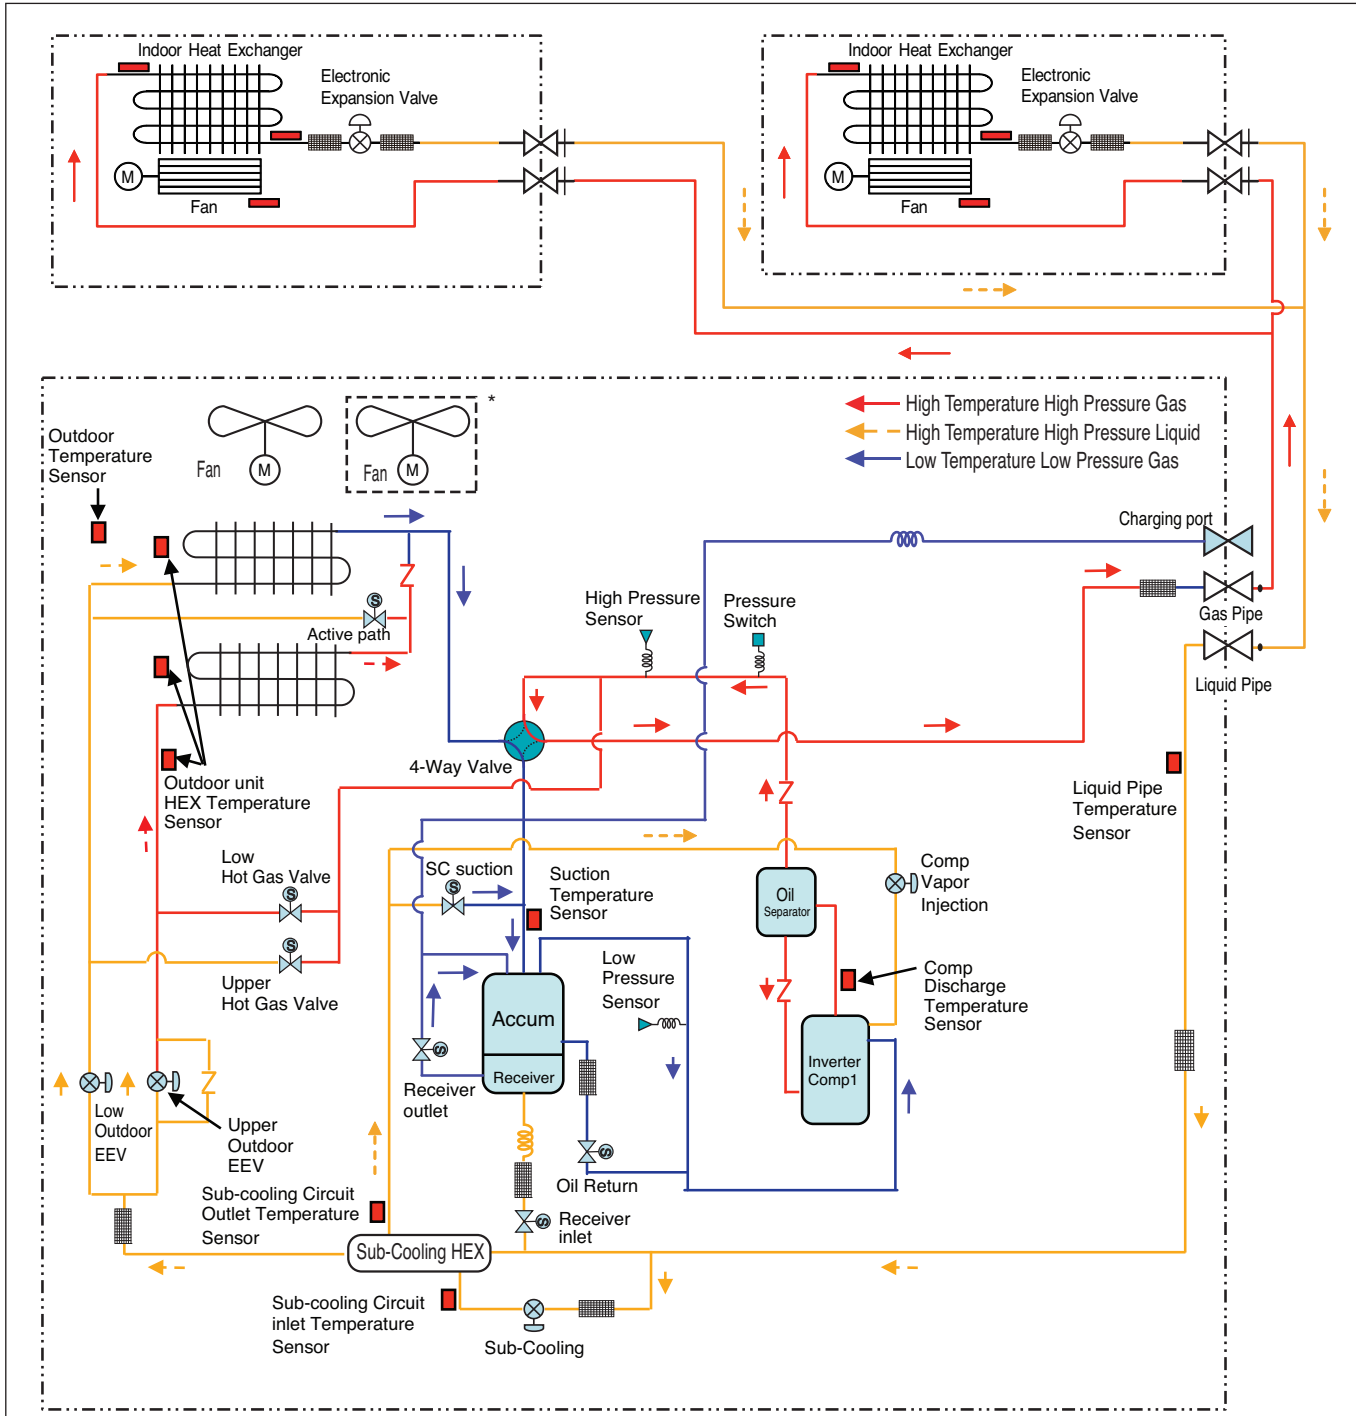 Indoor Heat Exchanger
Electronic
Expansion Valve
M
Fan
Indoor Heat Exchanger
Electronic
Expansion Valve
M
Fan
*
High Temperature High Pressure Gas
High Temperature High Pressure Liquid
Low Temperature Low Pressure Gas
Outdoor
Temperature
Sensor
Fan
M
Fan
M
Charging port
S
Active path
High Pressure
Sensor
Pressure
Switch
Gas Pipe
Liquid Pipe
4-Way Valve
Outdoor unit
HEX Temperature
Sensor
Liquid Pipe
Temperature
Sensor
Low
Hot Gas Valve
S
SC suction
S
Suction
Temperature
Sensor
Oil
Separator
Comp
Vapor
Injection
S
Upper
Hot Gas Valve
Low
Pressure
Sensor
Comp
Discharge
Temperature
Sensor
Accum
Receiver
S
Receiver
outlet
Inverter
Comp1
Low
Outdoor
EEV
Upper
Outdoor
EEV
S
Oil Return
Sub-cooling Circuit
Outlet Temperature
Sensor
S
Receiver
inlet
Sub-Cooling HEX
Sub-cooling Circuit
inlet Temperature
Sensor
Sub-Cooling